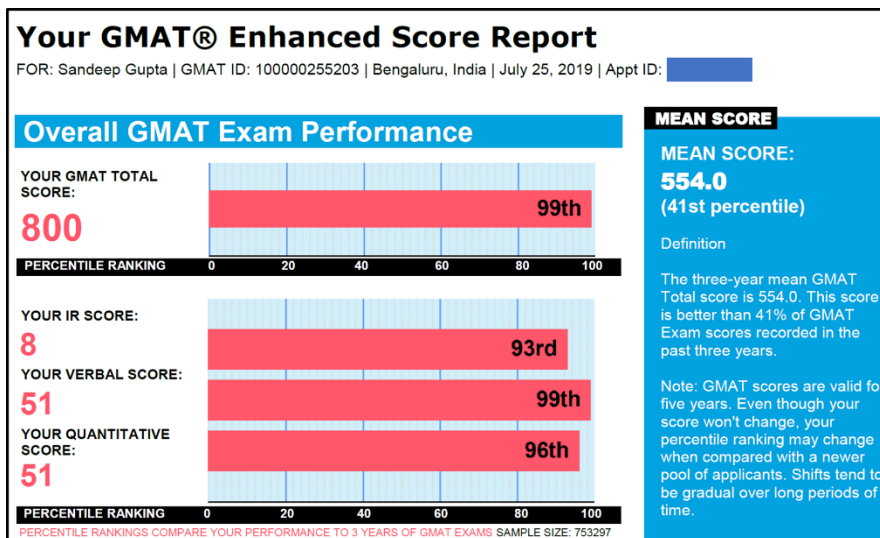 Your GMAT® Enhanced Score Report
FOR: Sandeep Gupta | GMAT ID: 100000255203 | Bengaluru, India | July 25, 2019 | Appt ID:
Overall GMAT Exam Performance
YOUR GMAT TOTAL
SCORE:
800
99th
PERCENTILE RANKING 0 20 40 60 80 100
YOUR IR SCORE:
8
93rd
YOUR VERBAL SCORE:
51
99th
YOUR QUANTITATIVE
SCORE:
51
96th
PERCENTILE RANKING 0 20 40 60 80 100
PERCENTILE RANKINGS COMPARE YOUR PERFORMANCE TO 3 YEARS OF GMAT EXAMS SAMPLE SIZE: 753297
MEAN SCORE
MEAN SCORE:
554.0
(41st percentile)
Definition
The three-year mean GMAT
Total score is 554.0. This score
is better than 41% of GMAT
Exam scores recorded in the
past three years.
Note: GMAT scores are valid fo
five years. Even though your
score won't change, your
percentile ranking may change
when compared with a newer
pool of applicants. Shifts tend to
be gradual over long periods of
time.